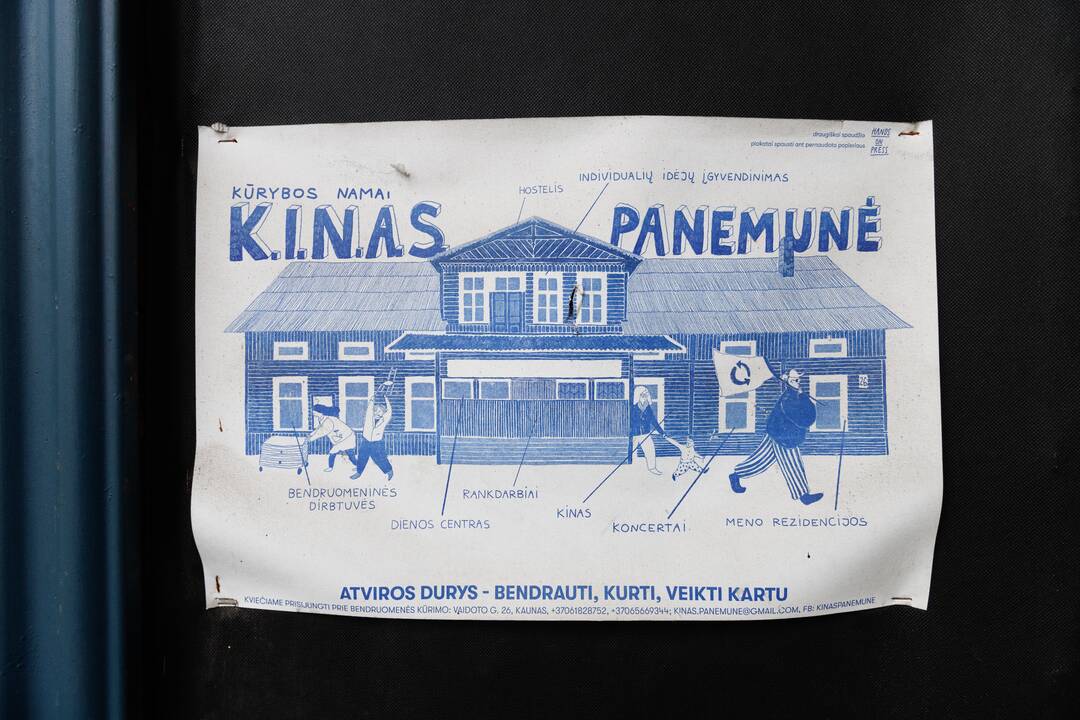 draugiškai spaudžia
plakatai spausti ant pernaudoto popieriaus
HANDS
ON
PRESS
KŪRYBOS NAMAI
K.I.N.A.S.
PANEMUNĖ
HOSTELIS
INDIVIDUALIŲ IDĖJŲ ĮGYVENDINIMAS
26
BENDRUOMENINĖS
DIRBTUVĖS
DIENOS CENTRAS
RANKDARBIAI
KINAS
KONCERTAI
MENO REZIDENCIJOS
ATVIROS DURYS - BENDRAUTI, KURTI, VEIKTI KARTU
KVIEČIAME PRISIJUNGTI PRIE BENDRUOMENĖS KŪRIMO: VAIDOTO G. 26, KAUNAS, +37061828752, +37065669344; KINAS.PANEMUNE@GMAIL.COM, FB: KINASPANEMUNE